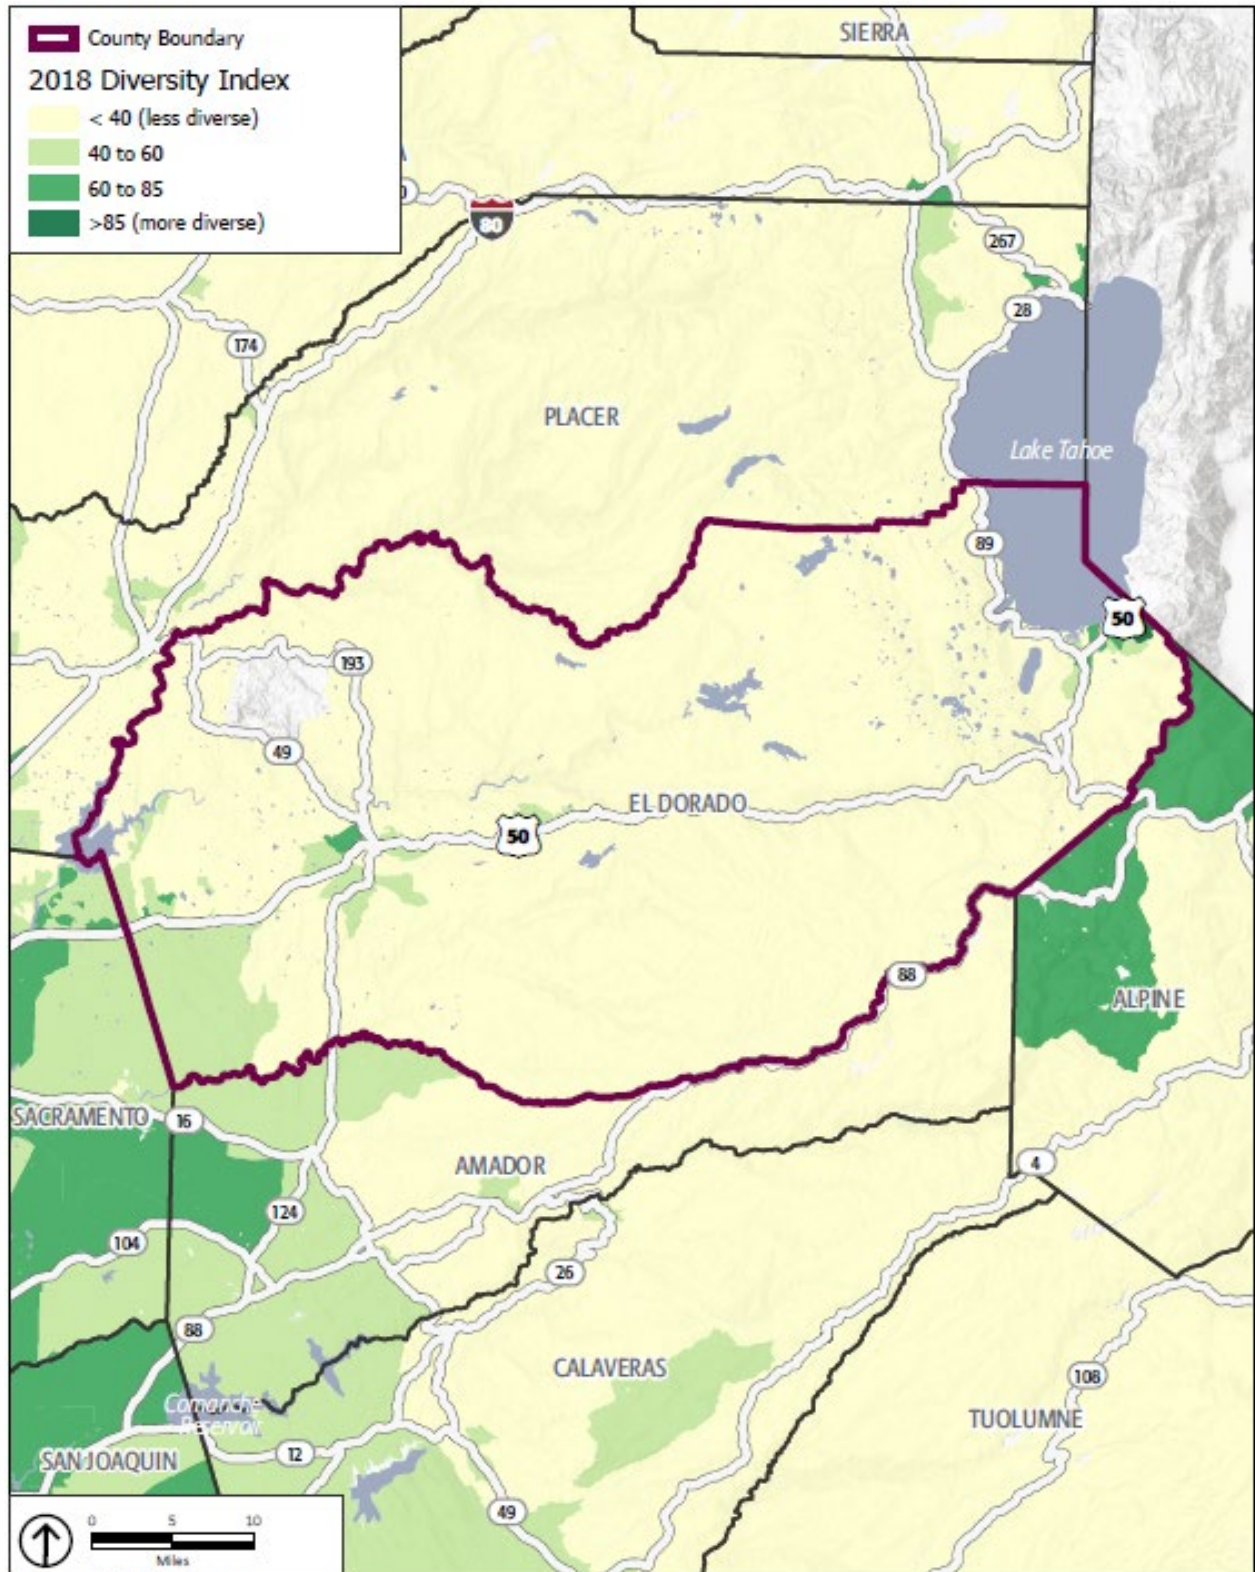 County Boundary
2018 Diversity Index
< 40 (less diverse)
40 to 60
60 to 85
>85 (more diverse)
SIERRA
80
267
28
174
PLACER
Lake Tahoe
89
50
193
49
EL DORADO
50
88
ALPINE
SACRAMENTO
16
AMADOR
4
124
104
26
88
CALAVERAS
108
Camanche
Reservoir
TUOLUMNE
SAN JOAQUIN
12
49
0 5 10
Miles